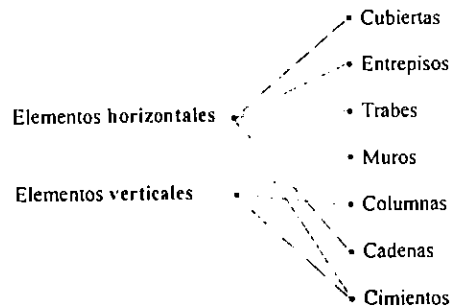 Cubiertas
Entrepisos
Elementos horizontales
Trabes
Muros
Elementos verticales
Columnas
Cadenas
Cimientos